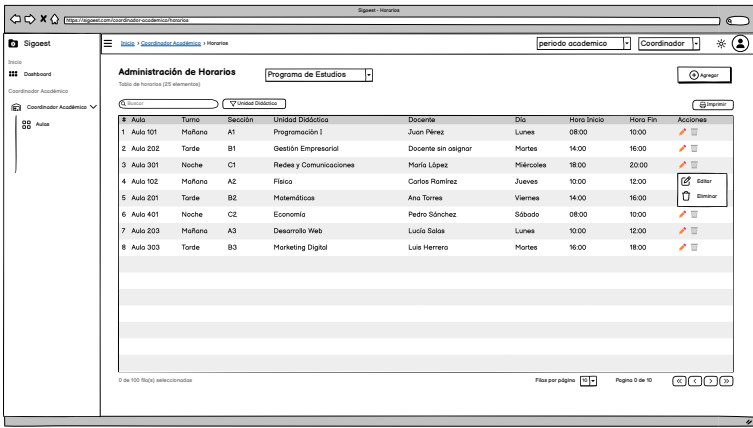 Sigaest - Horarios
https://sigaest.com/coordinador-academico/horarios
Sigaest
Inicio > Coordinador Académico > Horarios
periodo academico
Coordinador
Inicio
Dashboard
Coordinador Académico
Coordinador Académico
Aulas
Administración de Horarios
Programa de Estudios
Agregar
Tabla de horarios (25 elementos)
Buscar
Unidad Didáctica
Imprimir
# Aula Turno Sección Unidad Didáctica Docente Día Hora Inicio Hora Fin Acciones
1 Aula 101 Mañana A1 Programación I Juan Pérez Lunes 08:00 10:00
2 Aula 202 Tarde B1 Gestión Empresarial Docente sin asignar Martes 14:00 16:00
3 Aula 301 Noche C1 Redes y Comunicaciones María López Miércoles 18:00 20:00
4 Aula 102 Mañana A2 Física Carlos Ramírez Jueves 10:00 12:00
Editar
5 Aula 201 Tarde B2 Matemáticas Ana Torres Viernes 14:00 16:00
Eliminar
6 Aula 401 Noche C2 Economía Pedro Sánchez Sábado 08:00 10:00
7 Aula 203 Mañana A3 Desarrollo Web Lucía Salas Lunes 10:00 12:00
8 Aula 303 Tarde B3 Marketing Digital Luis Herrera Martes 16:00 18:00
0 de 100 fila(s) seleccionadas
Filas por página 10
Pagina 0 de 10